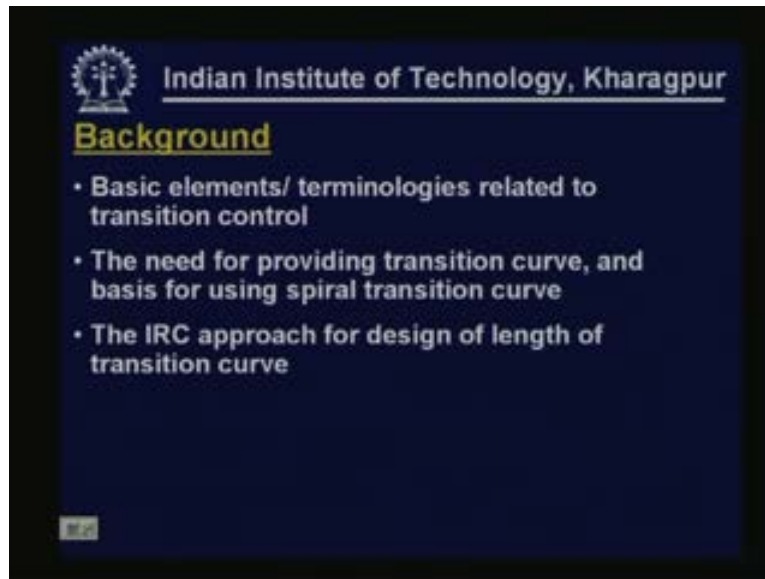 Indian Institute of Technology, Kharagpur
Background
• Basic elements/ terminologies related to
transition control
• The need for providing transition curve, and
basis for using spiral transition curve
• The IRC approach for design of length of
transition curve